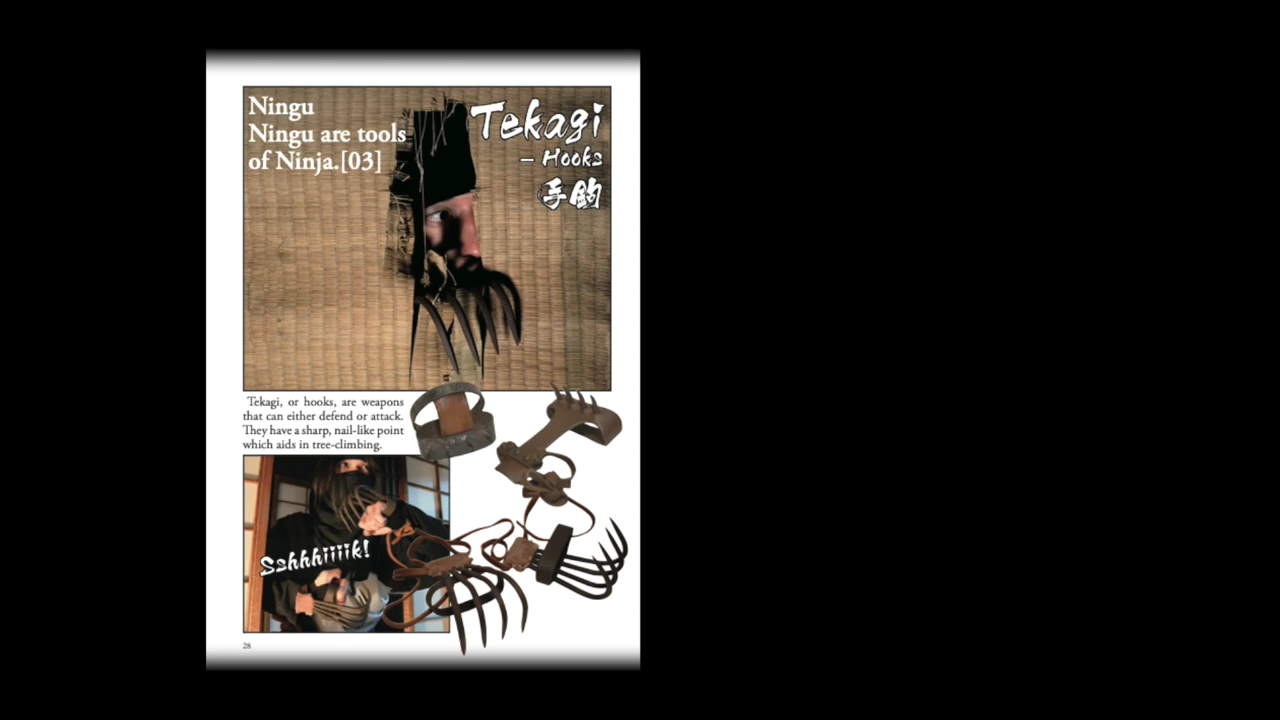 Ningu
Ningu are tools
of Ninja.[03]
Tekagi
– Hooks
手鉤
Tekagi, or hooks, are weapons
that can either defend or attack.
They have a sharp, nail-like point
which aids in tree-climbing.
Sshhhiiiik!
28